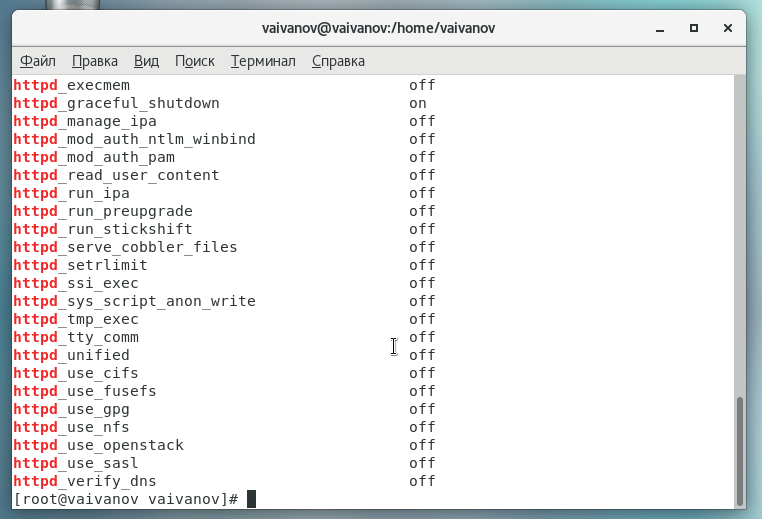 vaivanov@vaivanov:/home/vaivanov
Файл Правка Вид Поиск Терминал Справка
httpd_execmem off
httpd_graceful_shutdown on
httpd_manage_ipa off
httpd_mod_auth_ntlm_winbind off
httpd_mod_auth_pam off
httpd_read_user_content off
httpd_run_ipa off
httpd_run_preupgrade off
httpd_run_stickshift off
httpd_serve_cobbler_files off
httpd_setrlimit off
httpd_ssi_exec off
httpd_sys_script_anon_write off
httpd_tmp_exec off
httpd_tty_comm off
httpd_unified off
httpd_use_cifs off
httpd_use_fusefs off
httpd_use_gpg off
httpd_use_nfs off
httpd_use_openstack off
httpd_use_sasl off
httpd_verify_dns off
[root@vaivanov vaivanov]#